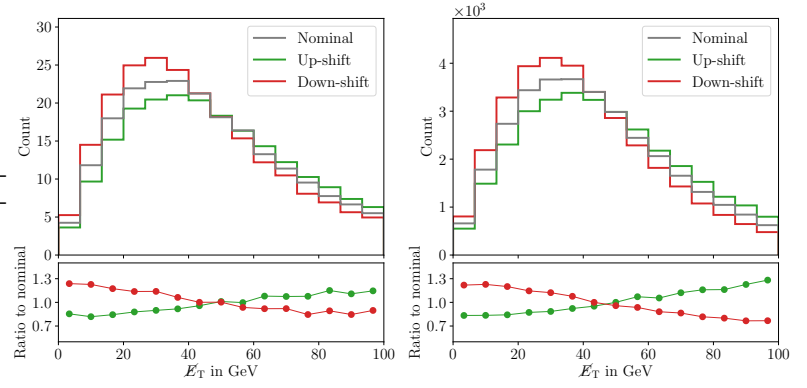 ×10³
30
25
20
15
10
5
0
Count
Nominal
Up-shift
Down-shift
4
3
2
1
0
Count
Nominal
Up-shift
Down-shift
1.3
1.0
0.7
Ratio to nominal
0 20 40 60 80 100
E̸_T in GeV
1.3
1.0
0.7
Ratio to nominal
0 20 40 60 80 100
E̸_T in GeV